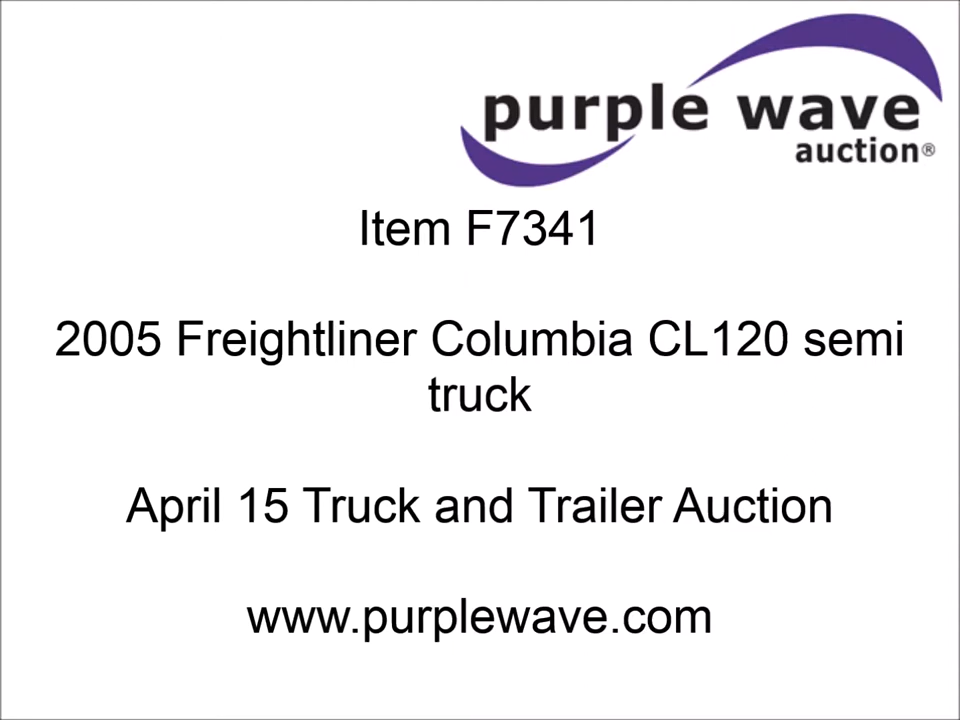 purple wave
auction®
Item F7341
2005 Freightliner Columbia CL120 semi
truck
April 15 Truck and Trailer Auction
www.purplewave.com